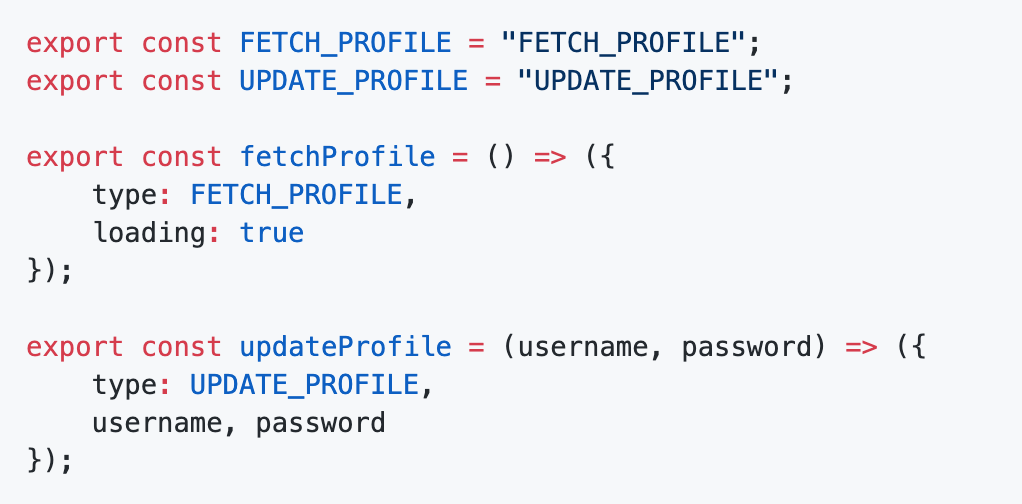 export const FETCH_PROFILE = "FETCH_PROFILE";
export const UPDATE_PROFILE = "UPDATE_PROFILE";

export const fetchProfile = () => ({
    type: FETCH_PROFILE,
    loading: true
});

export const updateProfile = (username, password) => ({
    type: UPDATE_PROFILE,
    username, password
});